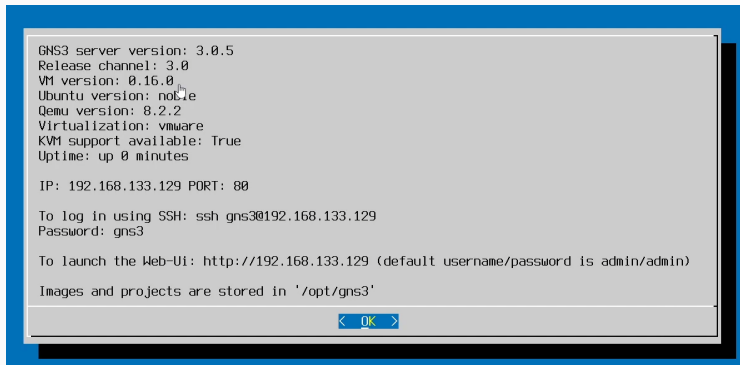 GNS3 server version: 3.0.5
Release channel: 3.0
VM version: 0.16.0
Ubuntu version: noble
Qemu version: 8.2.2
Virtualization: vmware
KVM support available: True
Uptime: up 0 minutes
IP: 192.168.133.129 PORT: 80
To log in using SSH: ssh gns3@192.168.133.129
Password: gns3
To launch the Web-Ui: http://192.168.133.129 (default username/password is admin/admin)
Images and projects are stored in '/opt/gns3'
< OK >